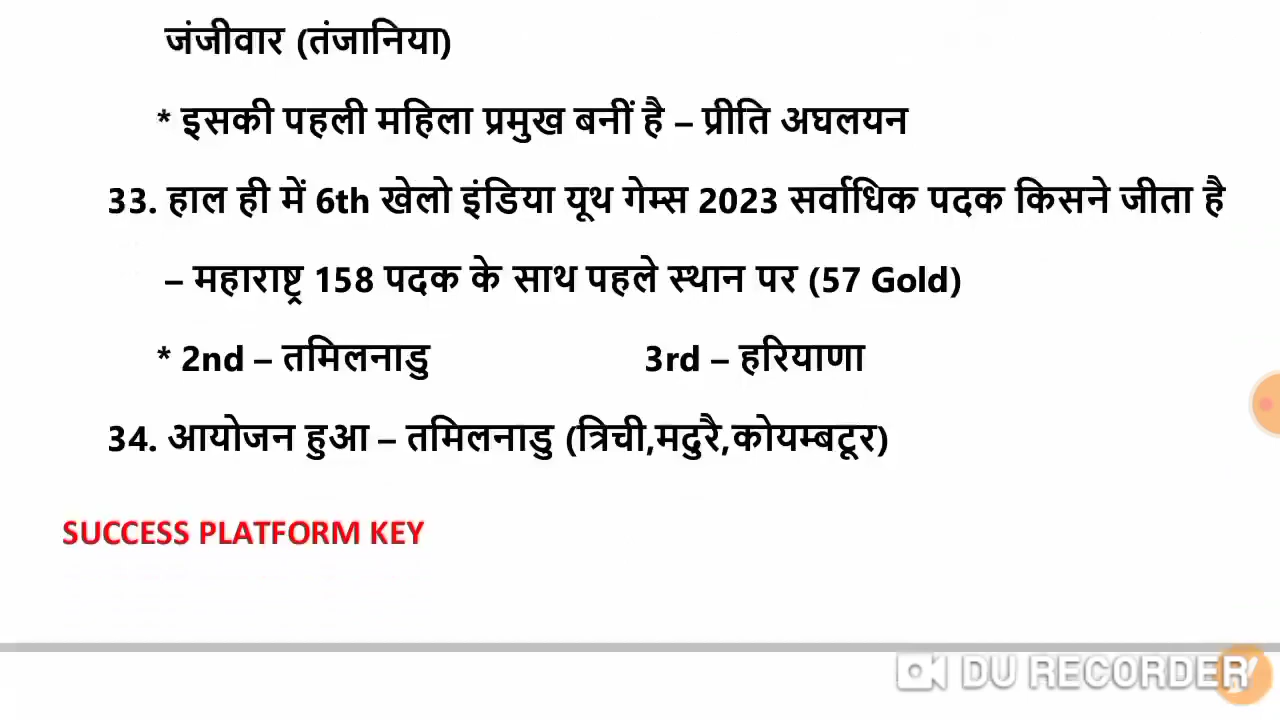 जंजीवार (तंजानिया)
* इसकी पहली महिला प्रमुख बनीं है – प्रीति अघलयन
33. हाल ही में 6th खेलो इंडिया यूथ गेम्स 2023 सर्वाधिक पदक किसने जीता है
– महाराष्ट्र 158 पदक के साथ पहले स्थान पर (57 Gold)
* 2nd – तमिलनाडु 3rd – हरियाणा
34. आयोजन हुआ – तमिलनाडु (त्रिची,मदुरै,कोयम्बटूर)
SUCCESS PLATFORM KEY
DU RECORDER